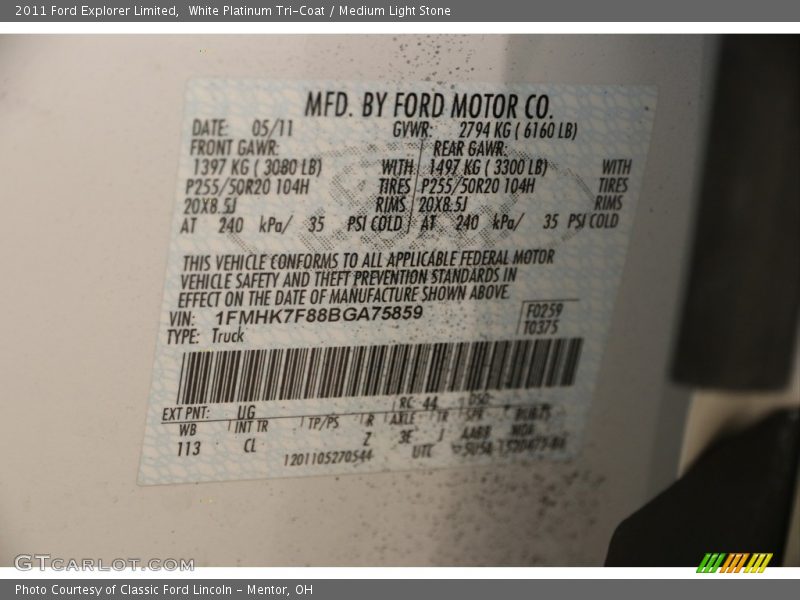 2011 Ford Explorer Limited,  White Platinum Tri-Coat / Medium Light Stone
MFD. BY FORD MOTOR CO.
DATE: 05/11 GVWR: 2794 KG ( 6160 LB)
FRONT GAWR: REAR GAWR:
1397 KG ( 3080 LB) WITH 1497 KG ( 3300 LB) WITH
P255/50R20 104H TIRES P255/50R20 104H TIRES
20X8.5J RIMS 20X8.5J RIMS
AT 240 kPa/ 35 PSI COLD AT 240 kPa/ 35 PSI COLD
THIS VEHICLE CONFORMS TO ALL APPLICABLE FEDERAL MOTOR
VEHICLE SAFETY AND THEFT PREVENTION STANDARDS IN
EFFECT ON THE DATE OF MANUFACTURE SHOWN ABOVE.
VIN: 1FMHK7F88BGA75859 F0259
TYPE: Truck T0375
EXT PNT: UG RC: 44 DSO:
WB INT TR TP/PS R AXLE TR SPR
113 CL Z 3E J AABB
1201105270544 UTC
GTCARLOT.COM
Photo Courtesy of Classic Ford Lincoln - Mentor, OH